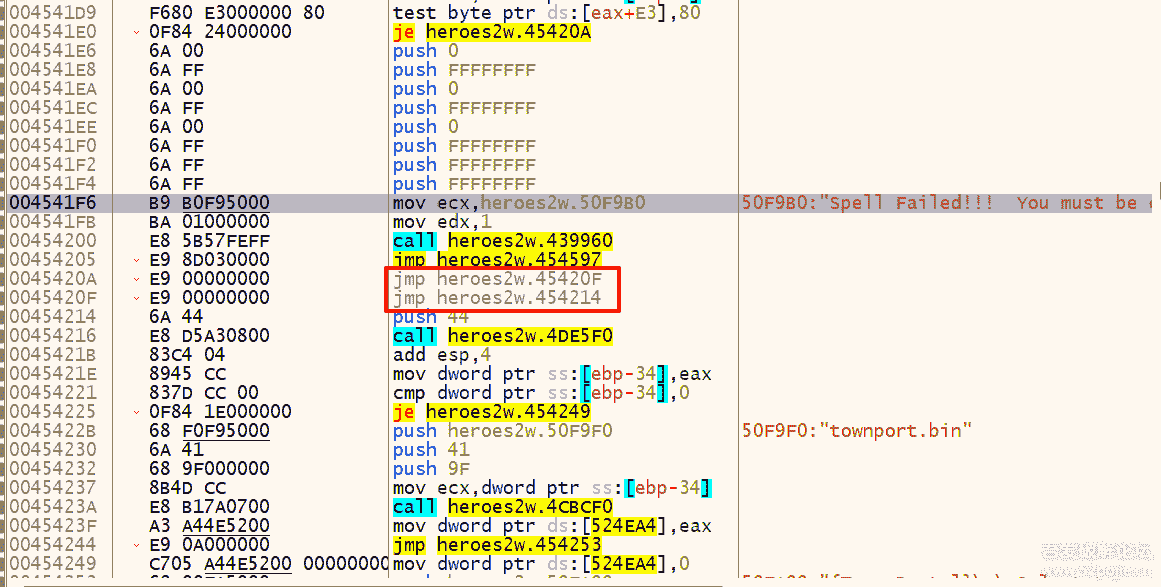 004541D9 F680 E3000000 80 test byte ptr ds:[eax+E3],80
004541E0 0F84 24000000 je heroes2w.45420A
004541E6 6A 00 push 0
004541E8 6A FF push FFFFFFFF
004541EA 6A 00 push 0
004541EC 6A FF push FFFFFFFF
004541EE 6A 00 push 0
004541F0 6A FF push FFFFFFFF
004541F2 6A FF push FFFFFFFF
004541F4 6A FF push FFFFFFFF
004541F6 B9 B0F95000 mov ecx,heroes2w.50F9B0 50F9B0:"Spell Failed!!! You must be
004541FB BA 01000000 mov edx,1
00454200 E8 5B57FEFF call heroes2w.439960
00454205 E9 8D030000 jmp heroes2w.454597
0045420A E9 00000000 jmp heroes2w.45420F
0045420F E9 00000000 jmp heroes2w.454214
00454214 6A 44 push 44
00454216 E8 D5A30800 call heroes2w.4DE5F0
0045421B 83C4 04 add esp,4
0045421E 8945 CC mov dword ptr ss:[ebp-34],eax
00454221 837D CC 00 cmp dword ptr ss:[ebp-34],0
00454225 0F84 1E000000 je heroes2w.454249
0045422B 68 F0F95000 push heroes2w.50F9F0 50F9F0:"townport.bin"
00454230 6A 41 push 41
00454232 68 9F000000 push 9F
00454237 8B4D CC mov ecx,dword ptr ss:[ebp-34]
0045423A E8 B17A0700 call heroes2w.4CBCF0
0045423F A3 A44E5200 mov dword ptr ds:[524EA4],eax
00454244 E9 0A000000 jmp heroes2w.454253
00454249 C705 A44E5200 00000000 mov dword ptr ds:[524EA4],0